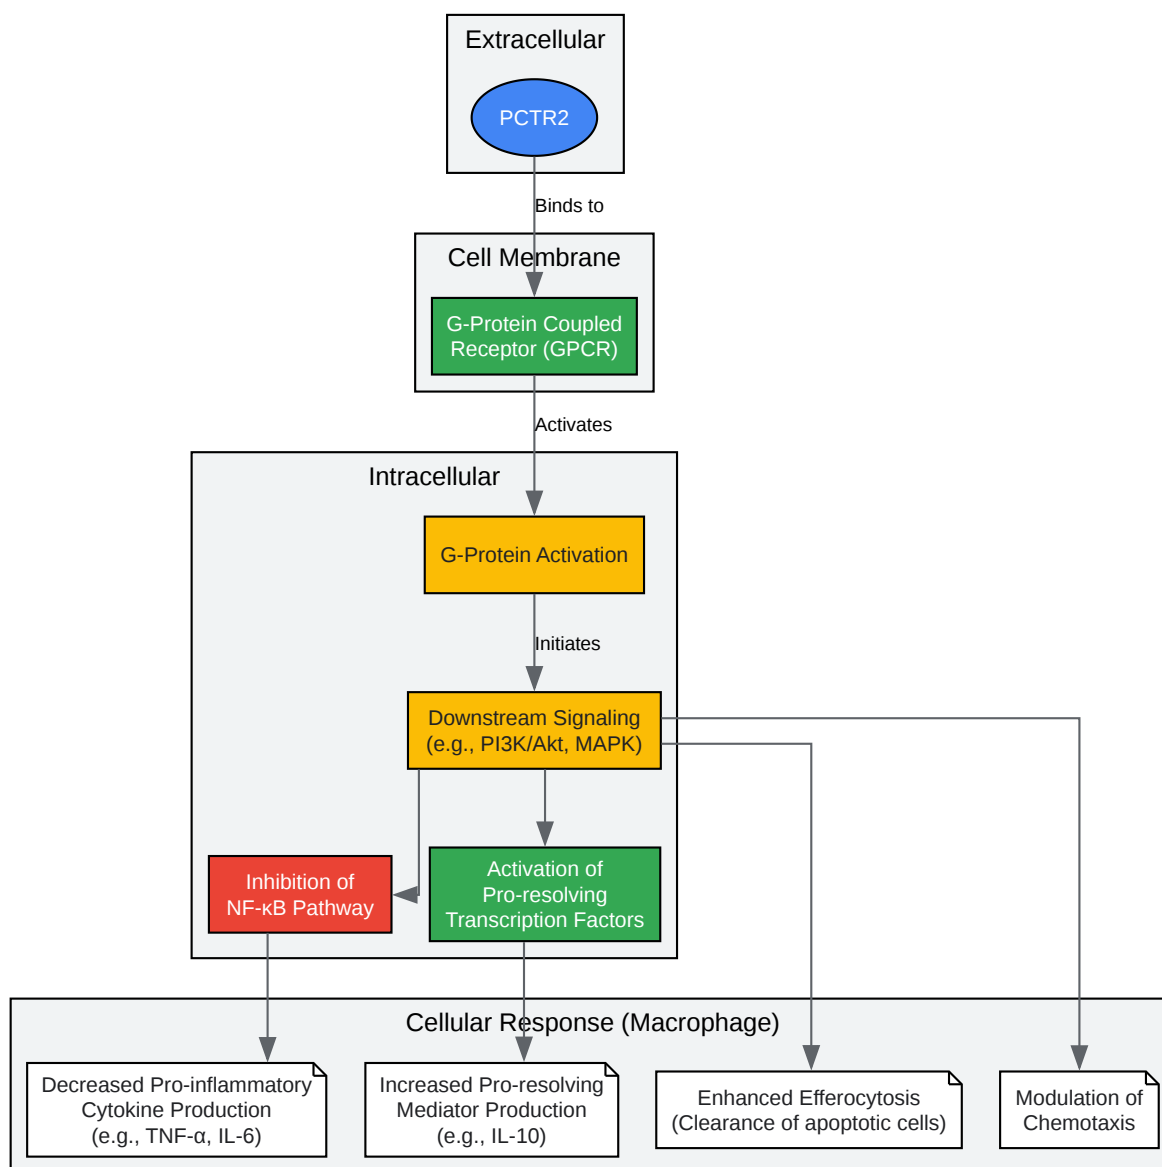 Extracellular
PCTR2
Binds to
Cell Membrane
G-Protein Coupled
Receptor (GPCR)
Activates
Intracellular
G-Protein Activation
Initiates
Downstream Signaling
(e.g., PI3K/Akt, MAPK)
Inhibition of
NF-κB Pathway
Activation of
Pro-resolving
Transcription Factors
Cellular Response (Macrophage)
Decreased Pro-inflammatory
Cytokine Production
(e.g., TNF-α, IL-6)
Increased Pro-resolving
Mediator Production
(e.g., IL-10)
Enhanced Efferocytosis
(Clearance of apoptotic cells)
Modulation of
Chemotaxis